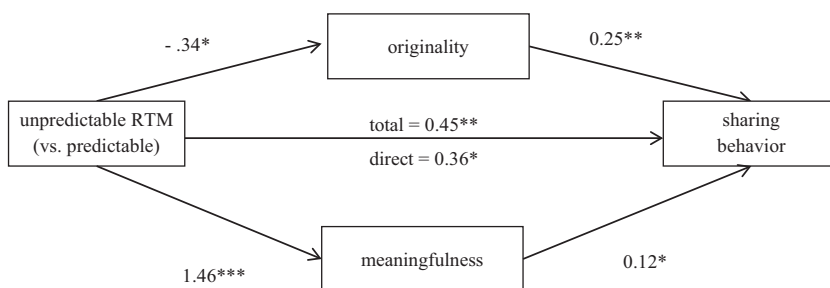 - .34*
originality
0.25**
unpredictable RTM
(vs. predictable)
total = 0.45**
direct = 0.36*
sharing
behavior
1.46***
meaningfulness
0.12*